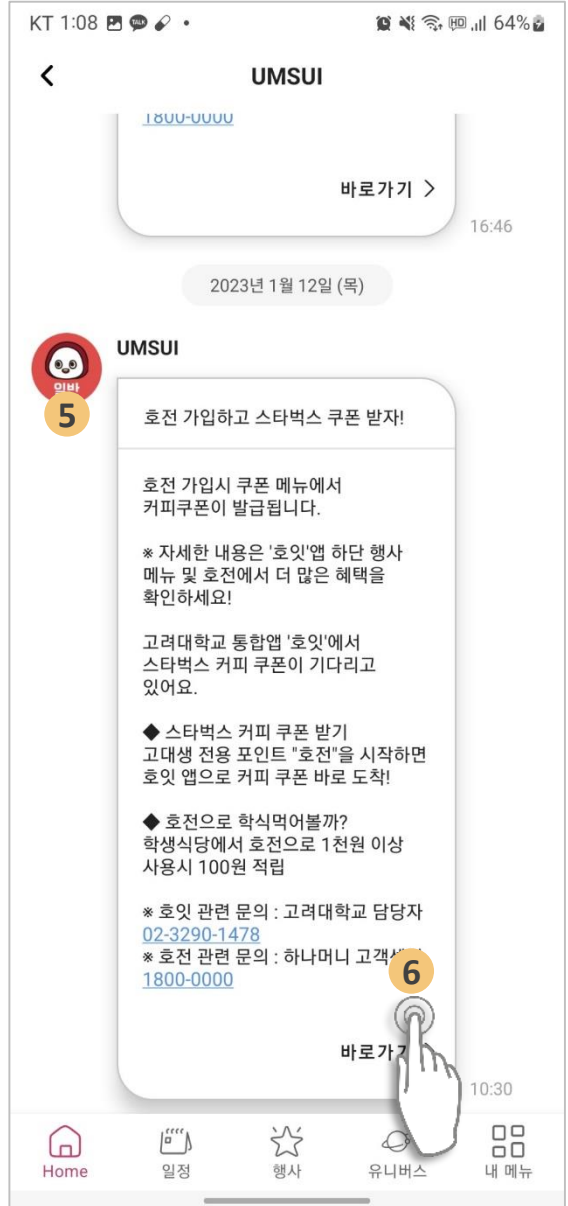 KT 1:08
64%
UMSUI
1800-0000
바로가기 >
16:46
2023년 1월 12일 (목)
UMSUI
일반
5
호전 가입하고 스타벅스 쿠폰 받자!
호전 가입시 쿠폰 메뉴에서
커피쿠폰이 발급됩니다.
※ 자세한 내용은 '호잇'앱 하단 행사
메뉴 및 호전에서 더 많은 혜택을
확인하세요!
고려대학교 통합앱 '호잇'에서
스타벅스 커피 쿠폰이 기다리고
있어요.
◆ 스타벅스 커피 쿠폰 받기
고대생 전용 포인트 "호전"을 시작하면
호잇 앱으로 커피 쿠폰 바로 도착!
◆ 호전으로 학식먹어볼까?
학생식당에서 호전으로 1천원 이상
사용시 100원 적립
※ 호잇 관련 문의 : 고려대학교 담당자
02-3290-1478
※ 호전 관련 문의 : 하나머니
6
1800-0000
10:30
Home
일정
행사
유니버스
내 메뉴